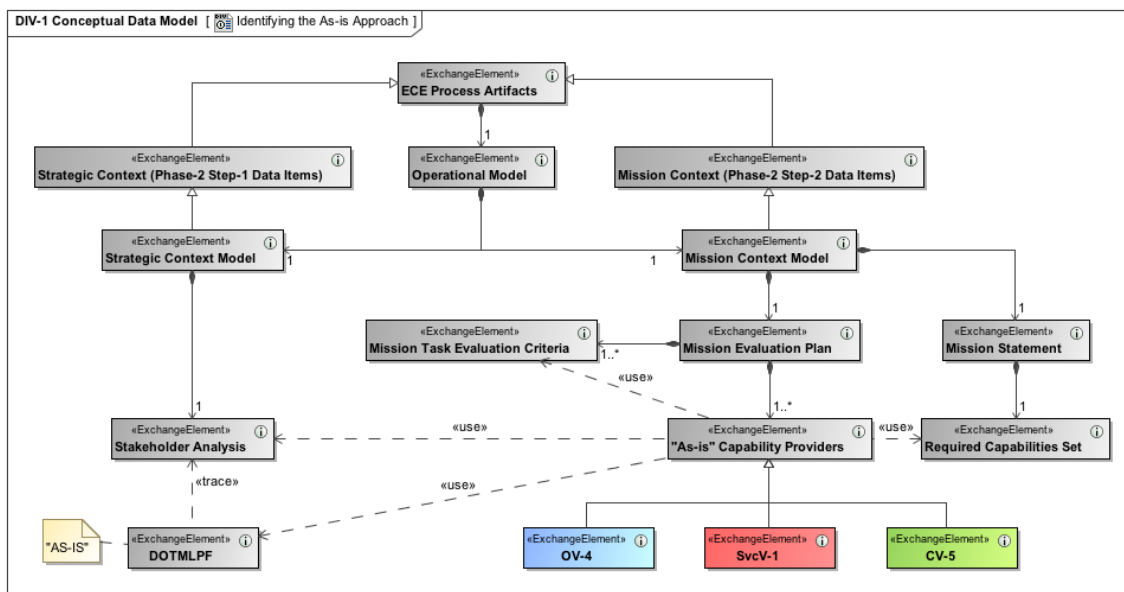 DIV-1 Conceptual Data Model [ Identifying the As-is Approach ]
«ExchangeElement»
ECE Process Artifacts
1
«ExchangeElement»
Strategic Context (Phase-2 Step-1 Data Items)
«ExchangeElement»
Operational Model
«ExchangeElement»
Mission Context (Phase-2 Step-2 Data Items)
«ExchangeElement»
Strategic Context Model
1
1
«ExchangeElement»
Mission Context Model
1
1
«ExchangeElement»
Mission Task Evaluation Criteria
1..*
«ExchangeElement»
Mission Evaluation Plan
«ExchangeElement»
Mission Statement
«use»
1
1..*
1
«ExchangeElement»
Stakeholder Analysis
«use»
«ExchangeElement»
"As-is" Capability Providers
«use»
«ExchangeElement»
Required Capabilities Set
«trace»
«use»
"AS-IS"
«ExchangeElement»
DOTMLPF
«ExchangeElement»
OV-4
«ExchangeElement»
SvcV-1
«ExchangeElement»
CV-5